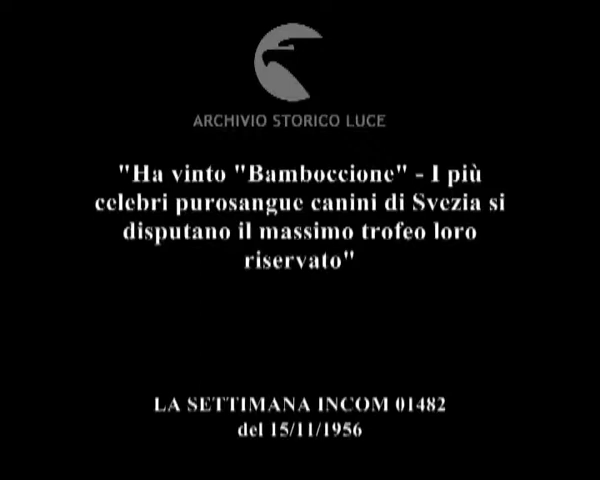 ARCHIVIO STORICO LUCE
"Ha vinto "Bamboccione" - I più
celebri purosangue canini di Svezia si
disputano il massimo trofeo loro
riservato"
LA SETTIMANA INCOM 01482
del 15/11/1956